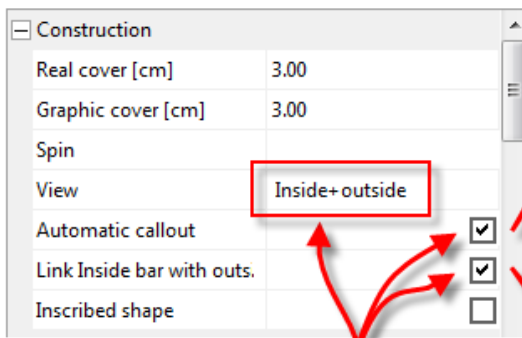 Construction
Real cover [cm] 3.00
Graphic cover [cm] 3.00
Spin
View Inside+outside
Automatic callout
Link Inside bar with outs.
Inscribed shape